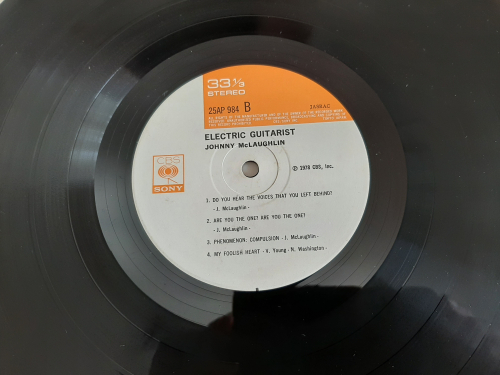 33 1/3
STEREO
25AP 984 B
ELECTRIC GUITARIST
JOHNNY McLAUGHLIN
CBS
SONY
℗ 1978 CBS, Inc.
1. DO YOU HEAR THE VOICES THAT YOU LEFT BEHIND?
- J. McLaughlin -
2. ARE YOU THE ONE? ARE YOU THE ONE?
- J. McLaughlin -
3. PHENOMENON: COMPULSION - J. McLaughlin -
4. MY FOOLISH HEART - V. Young - N. Washington -